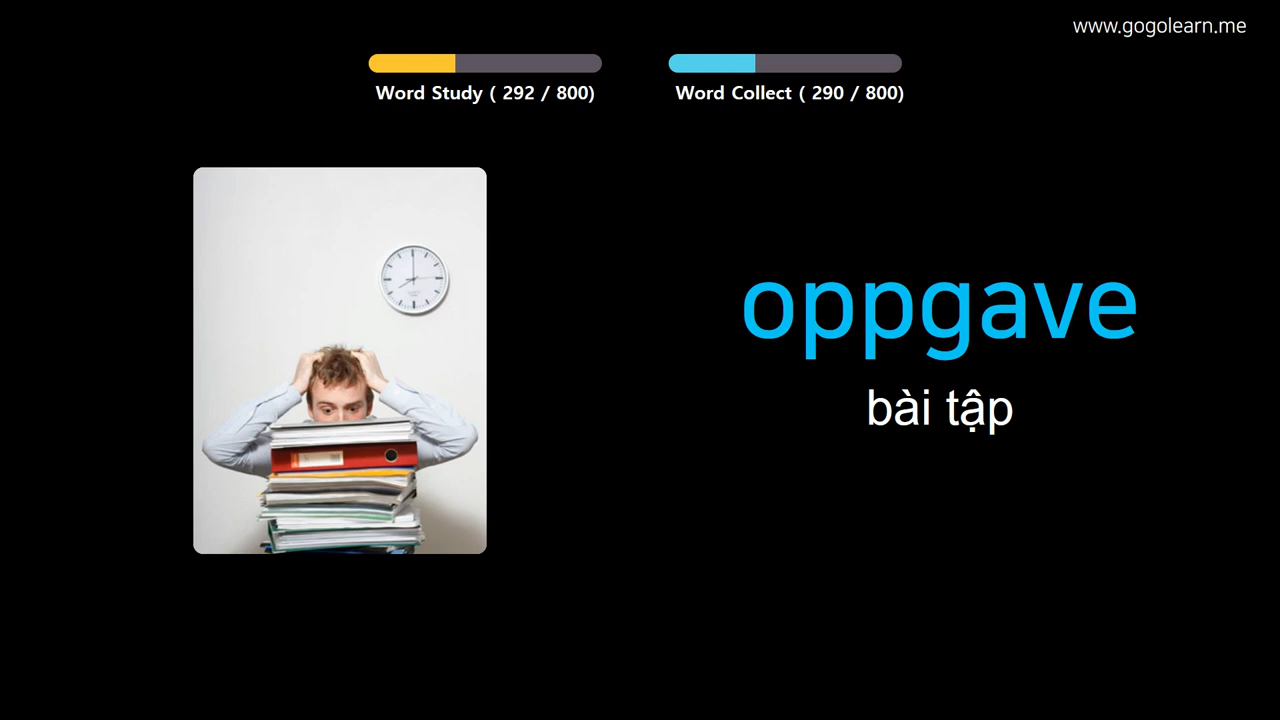 www.gogolearn.me
Word Study ( 292 / 800)
Word Collect ( 290 / 800)
oppgave
bài tập